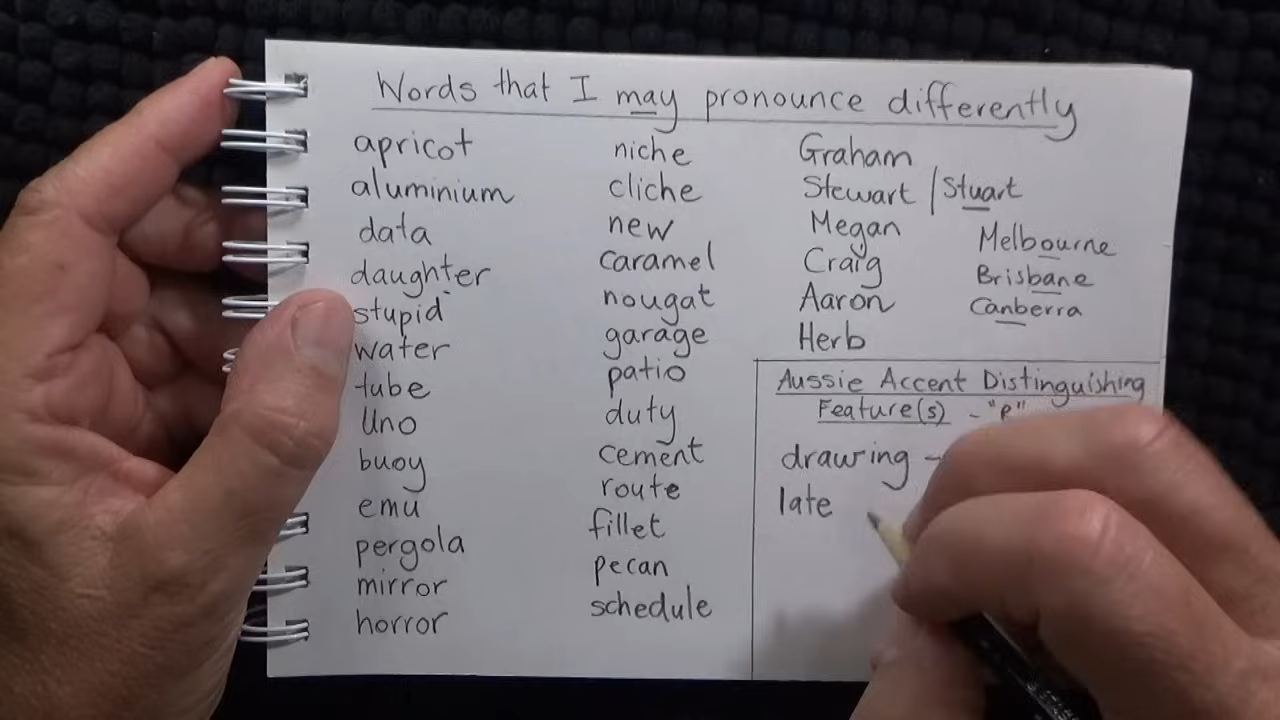 Words that I may pronounce differently
apricot
aluminium
data
daughter
stupid
water
tube
Uno
buoy
emu
pergola
mirror
horror
niche
cliche
new
caramel
nougat
garage
patio
duty
cement
route
fillet
pecan
schedule
Graham
Stewart / Stuart
Megan
Craig
Aaron
Herb
Melbourne
Brisbane
Canberra
Aussie Accent Distinguishing
Feature(s) - "R"
drawing -
late